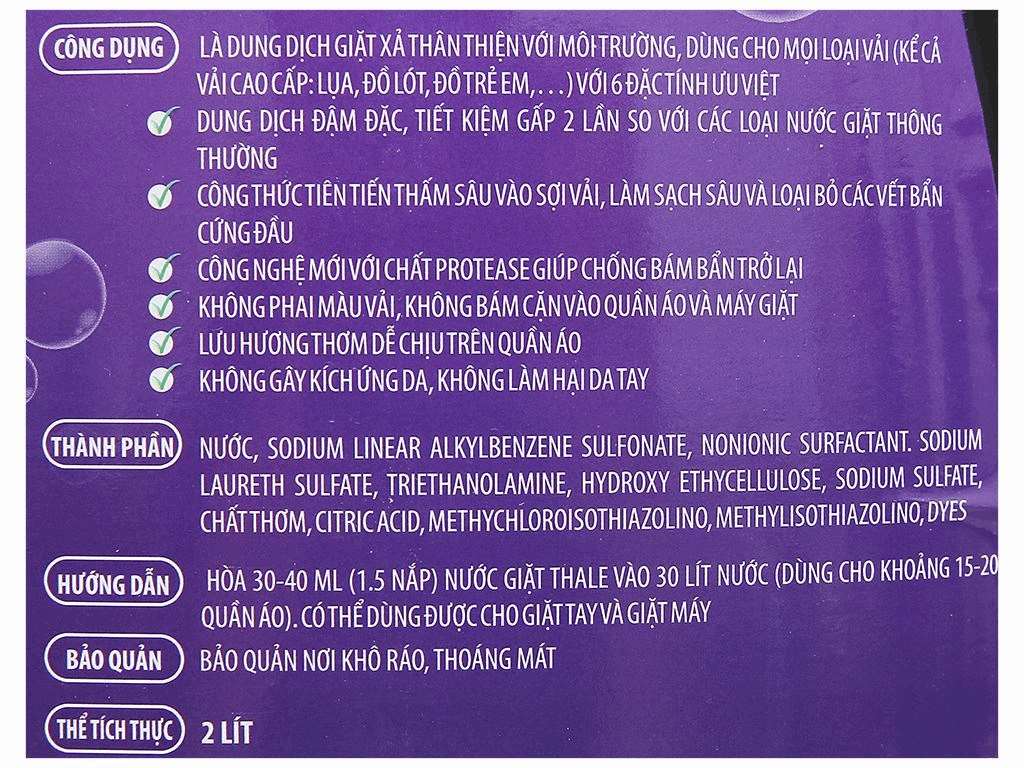 CÔNG DỤNG LÀ DUNG DỊCH GIẶT XẢ THÂN THIỆN VỚI MÔI TRƯỜNG, DÙNG CHO MỌI LOẠI VẢI (KỂ CẢ
VẢI CAO CẤP: LỤA, ĐỒ LÓT, ĐỒ TRẺ EM,...) VỚI 6 ĐẶC TÍNH ƯU VIỆT
DUNG DỊCH ĐẬM ĐẶC, TIẾT KIỆM GẤP 2 LẦN SO VỚI CÁC LOẠI NƯỚC GIẶT THÔNG
THƯỜNG
CÔNG THỨC TIÊN TIẾN THẤM SÂU VÀO SỢI VẢI, LÀM SẠCH SÂU VÀ LOẠI BỎ CÁC VẾT BẨN
CỨNG ĐẦU
CÔNG NGHỆ MỚI VỚI CHẤT PROTEASE GIÚP CHỐNG BÁM BẨN TRỞ LẠI
KHÔNG PHAI MÀU VẢI, KHÔNG BÁM CẶN VÀO QUẦN ÁO VÀ MÁY GIẶT
LƯU HƯƠNG THƠM DỄ CHỊU TRÊN QUẦN ÁO
KHÔNG GÂY KÍCH ỨNG DA, KHÔNG LÀM HẠI DA TAY
THÀNH PHẦN NƯỚC, SODIUM LINEAR ALKYLBENZENE SULFONATE, NONIONIC SURFACTANT. SODIUM
LAURETH SULFATE, TRIETHANOLAMINE, HYDROXY ETHYCELLULOSE, SODIUM SULFATE,
CHẤT THƠM, CITRIC ACID, METHYCHLOROISOTHIAZOLINO, METHYLISOTHIAZOLINO, DYES
HƯỚNG DẪN HÒA 30-40 ML (1.5 NẮP) NƯỚC GIẶT THALE VÀO 30 LÍT NƯỚC (DÙNG CHO KHOẢNG 15-20
QUẦN ÁO). CÓ THỂ DÙNG ĐƯỢC CHO GIẶT TAY VÀ GIẶT MÁY
BẢO QUẢN BẢO QUẢN NƠI KHÔ RÁO, THOÁNG MÁT
THỂ TÍCH THỰC 2 LÍT